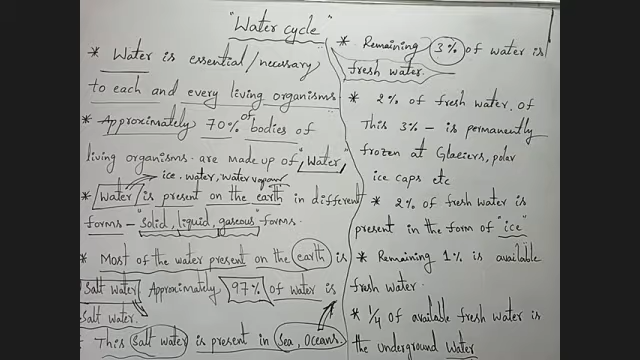 "Water cycle"
* Water is essential/necessary
to each and every living organisms.
* Approximately 70% of bodies of
living organisms are made up of "Water"
ice, water, water vapour
* Water is present on the earth in different
forms - "Solid, liquid, gaseous" forms.
* Most of the water present on the earth is
Salt water. Approximately 97% of water is
Salt water.
* This Salt water is present in Sea, Oceans.
* Remaining 3% of water is
fresh water.
* 2% of fresh water of
This 3% - is permanently
frozen at Glaciers, polar
ice caps etc
* 2% of fresh water is
present in the form of "ice"
* Remaining 1% is available
fresh water.
* 1/4 of available fresh water is
the underground Water